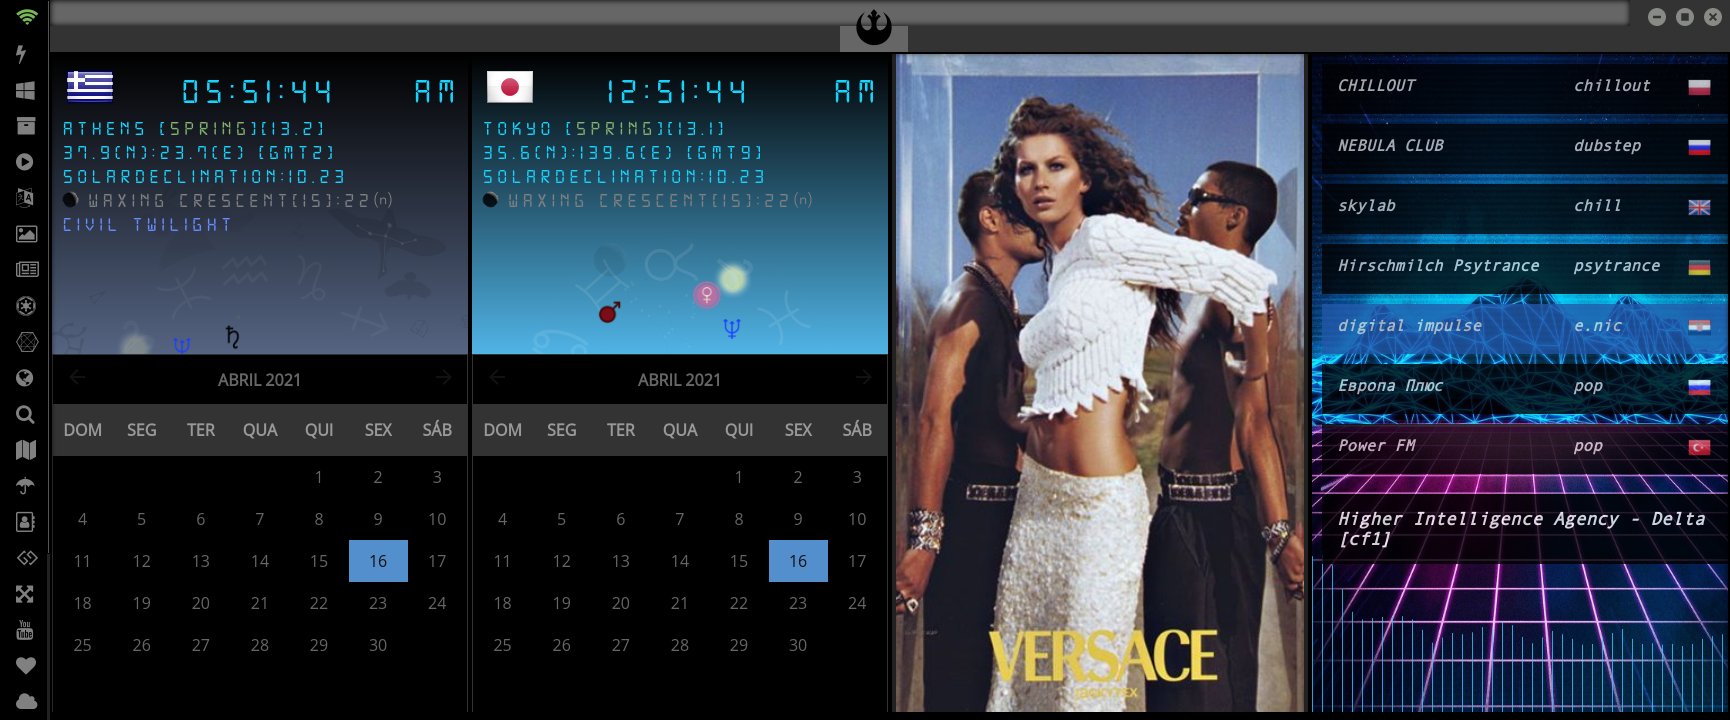 05:51:44 AM
ATHENS [SPRING][13.2]
37.9(N):23.7(E) [GMT2]
SOLARDECLINATION:10.23
WAXING CRESCENT[15]:22(n)
CIVIL TWILIGHT
ABRIL 2021
DOM SEG TER QUA QUI SEX SÁB
1 2 3
4 5 6 7 8 9 10
11 12 13 14 15 16 17
18 19 20 21 22 23 24
25 26 27 28 29 30
12:51:44 AM
TOKYO [SPRING][13.1]
35.6(N):139.6(E) [GMT9]
SOLARDECLINATION:10.23
WAXING CRESCENT[15]:22(n)
ABRIL 2021
DOM SEG TER QUA QUI SEX SÁB
1 2 3
4 5 6 7 8 9 10
11 12 13 14 15 16 17
18 19 20 21 22 23 24
25 26 27 28 29 30
VERSACE
CHILLOUT chillout
NEBULA CLUB dubstep
skylab chill
Hirschmilch Psytrance psytrance
digital impulse e.nic
Европа Плюс pop
Power FM pop
Higher Intelligence Agency - Delta
[cf1]
You
Tube